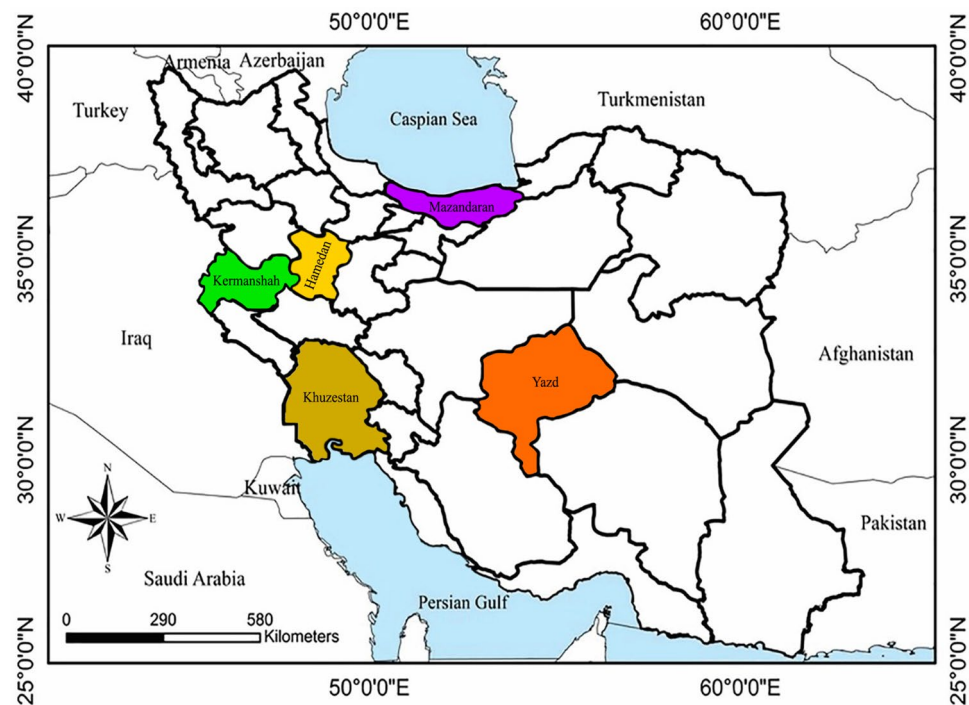 50°0'0"E 60°0'0"E
40°0'0"N 40°0'0"N
Armenia Azerbaijan
Turkey
Caspian Sea
Turkmenistan
Mazandaran
35°0'0"N 35°0'0"N
Hamedan
Kermanshah
Iraq
Afghanistan
Yazd
Khuzestan
30°0'0"N 30°0'0"N
Kuwait
N
W E
S
Pakistan
Saudi Arabia
Persian Gulf
0 290 580
Kilometers
25°0'0"N 25°0'0"N
50°0'0"E 60°0'0"E